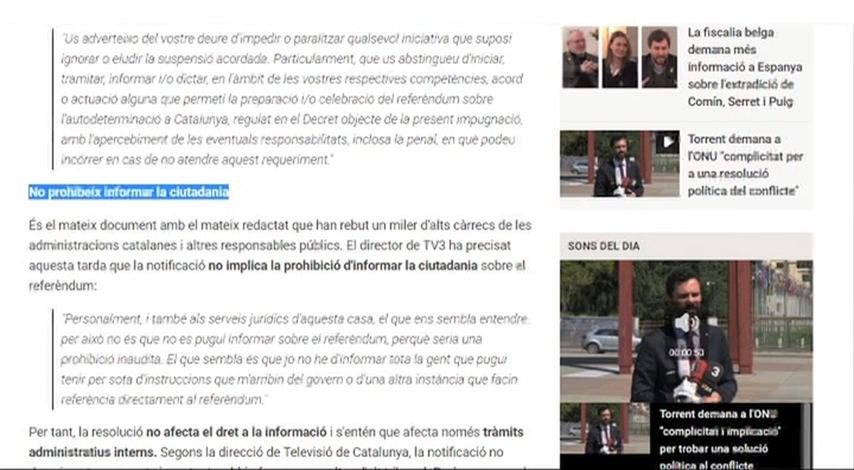 "Us adverteixo del vostre deure d'impedir o paralitzar qualsevol iniciativa que suposi
ignorar o eludir la suspensió acordada. Particularment, que us abstingueu d'iniciar,
tramitar, informar i/o dictar, en l'àmbit de les vostres respectives competències, acord
o actuació alguna que permeti la preparació i/o celebració del referèndum sobre
l'autodeterminació a Catalunya, regulat en el Decret objecte de la present impugnació,
amb l'apercebiment de les eventuals responsabilitats, inclosa la penal, en què podeu
incórrer en cas de no atendre aquest requeriment."
No prohibeix informar la ciutadania
És el mateix document amb el mateix redactat que han rebut un miler d'alts càrrecs de les
administracions catalanes i altres responsables públics. El director de TV3 ha precisat
aquesta tarda que la notificació no implica la prohibició d'informar la ciutadania sobre el
referèndum:
"Personalment, i també als serveis jurídics d'aquesta casa, el que ens sembla entendre
per això no és que no es pugui informar sobre el referèndum, perquè seria una
prohibició inaudita. El que sembla és que jo no he d'informar tota la gent que pugui
tenir per sota d'instruccions que m'arribin del govern o d'una altra instància que facin
referència directament al referèndum."
Per tant, la resolució no afecta el dret a la informació i s'entén que afecta només tràmits
administratius interns. Segons la direcció de Televisió de Catalunya, la notificació no
La fiscalia belga
demana més
informació a Espanya
sobre l'extradició de
Comín, Serret i Puig
Torrent demana a
l'ONU "complicitat per
a una resolució
política del conflicte"
SONS DEL DIA
00:00:53
3
Torrent demana a l'ONU
"complicitat i implicació"
per trobar una solució
política al conflicte